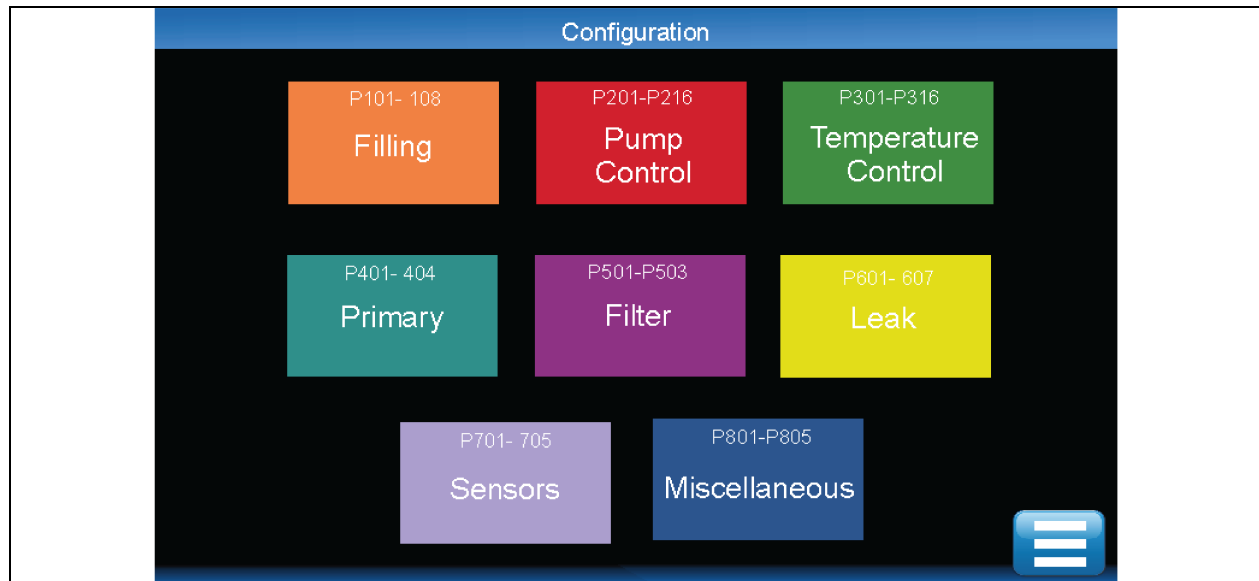 Configuration
P101- 108
Filling
P201-P216
Pump
Control
P301-P316
Temperature
Control
P401- 404
Primary
P501-P503
Filter
P601- 607
Leak
P701- 705
Sensors
P801-P805
Miscellaneous